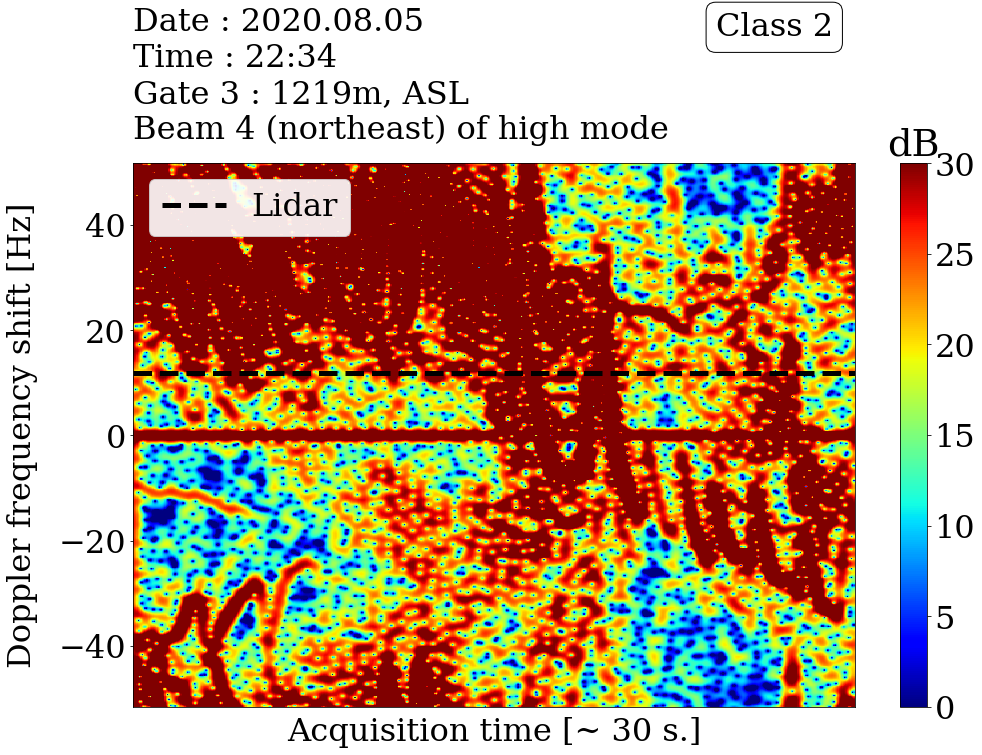 Date : 2020.08.05
Time : 22:34
Gate 3 : 1219m, ASL
Beam 4 (northeast) of high mode
Class 2
dB
Lidar
Doppler frequency shift [Hz]
40
20
0
−20
−40
Acquisition time [~ 30 s.]
30
25
20
15
10
5
0